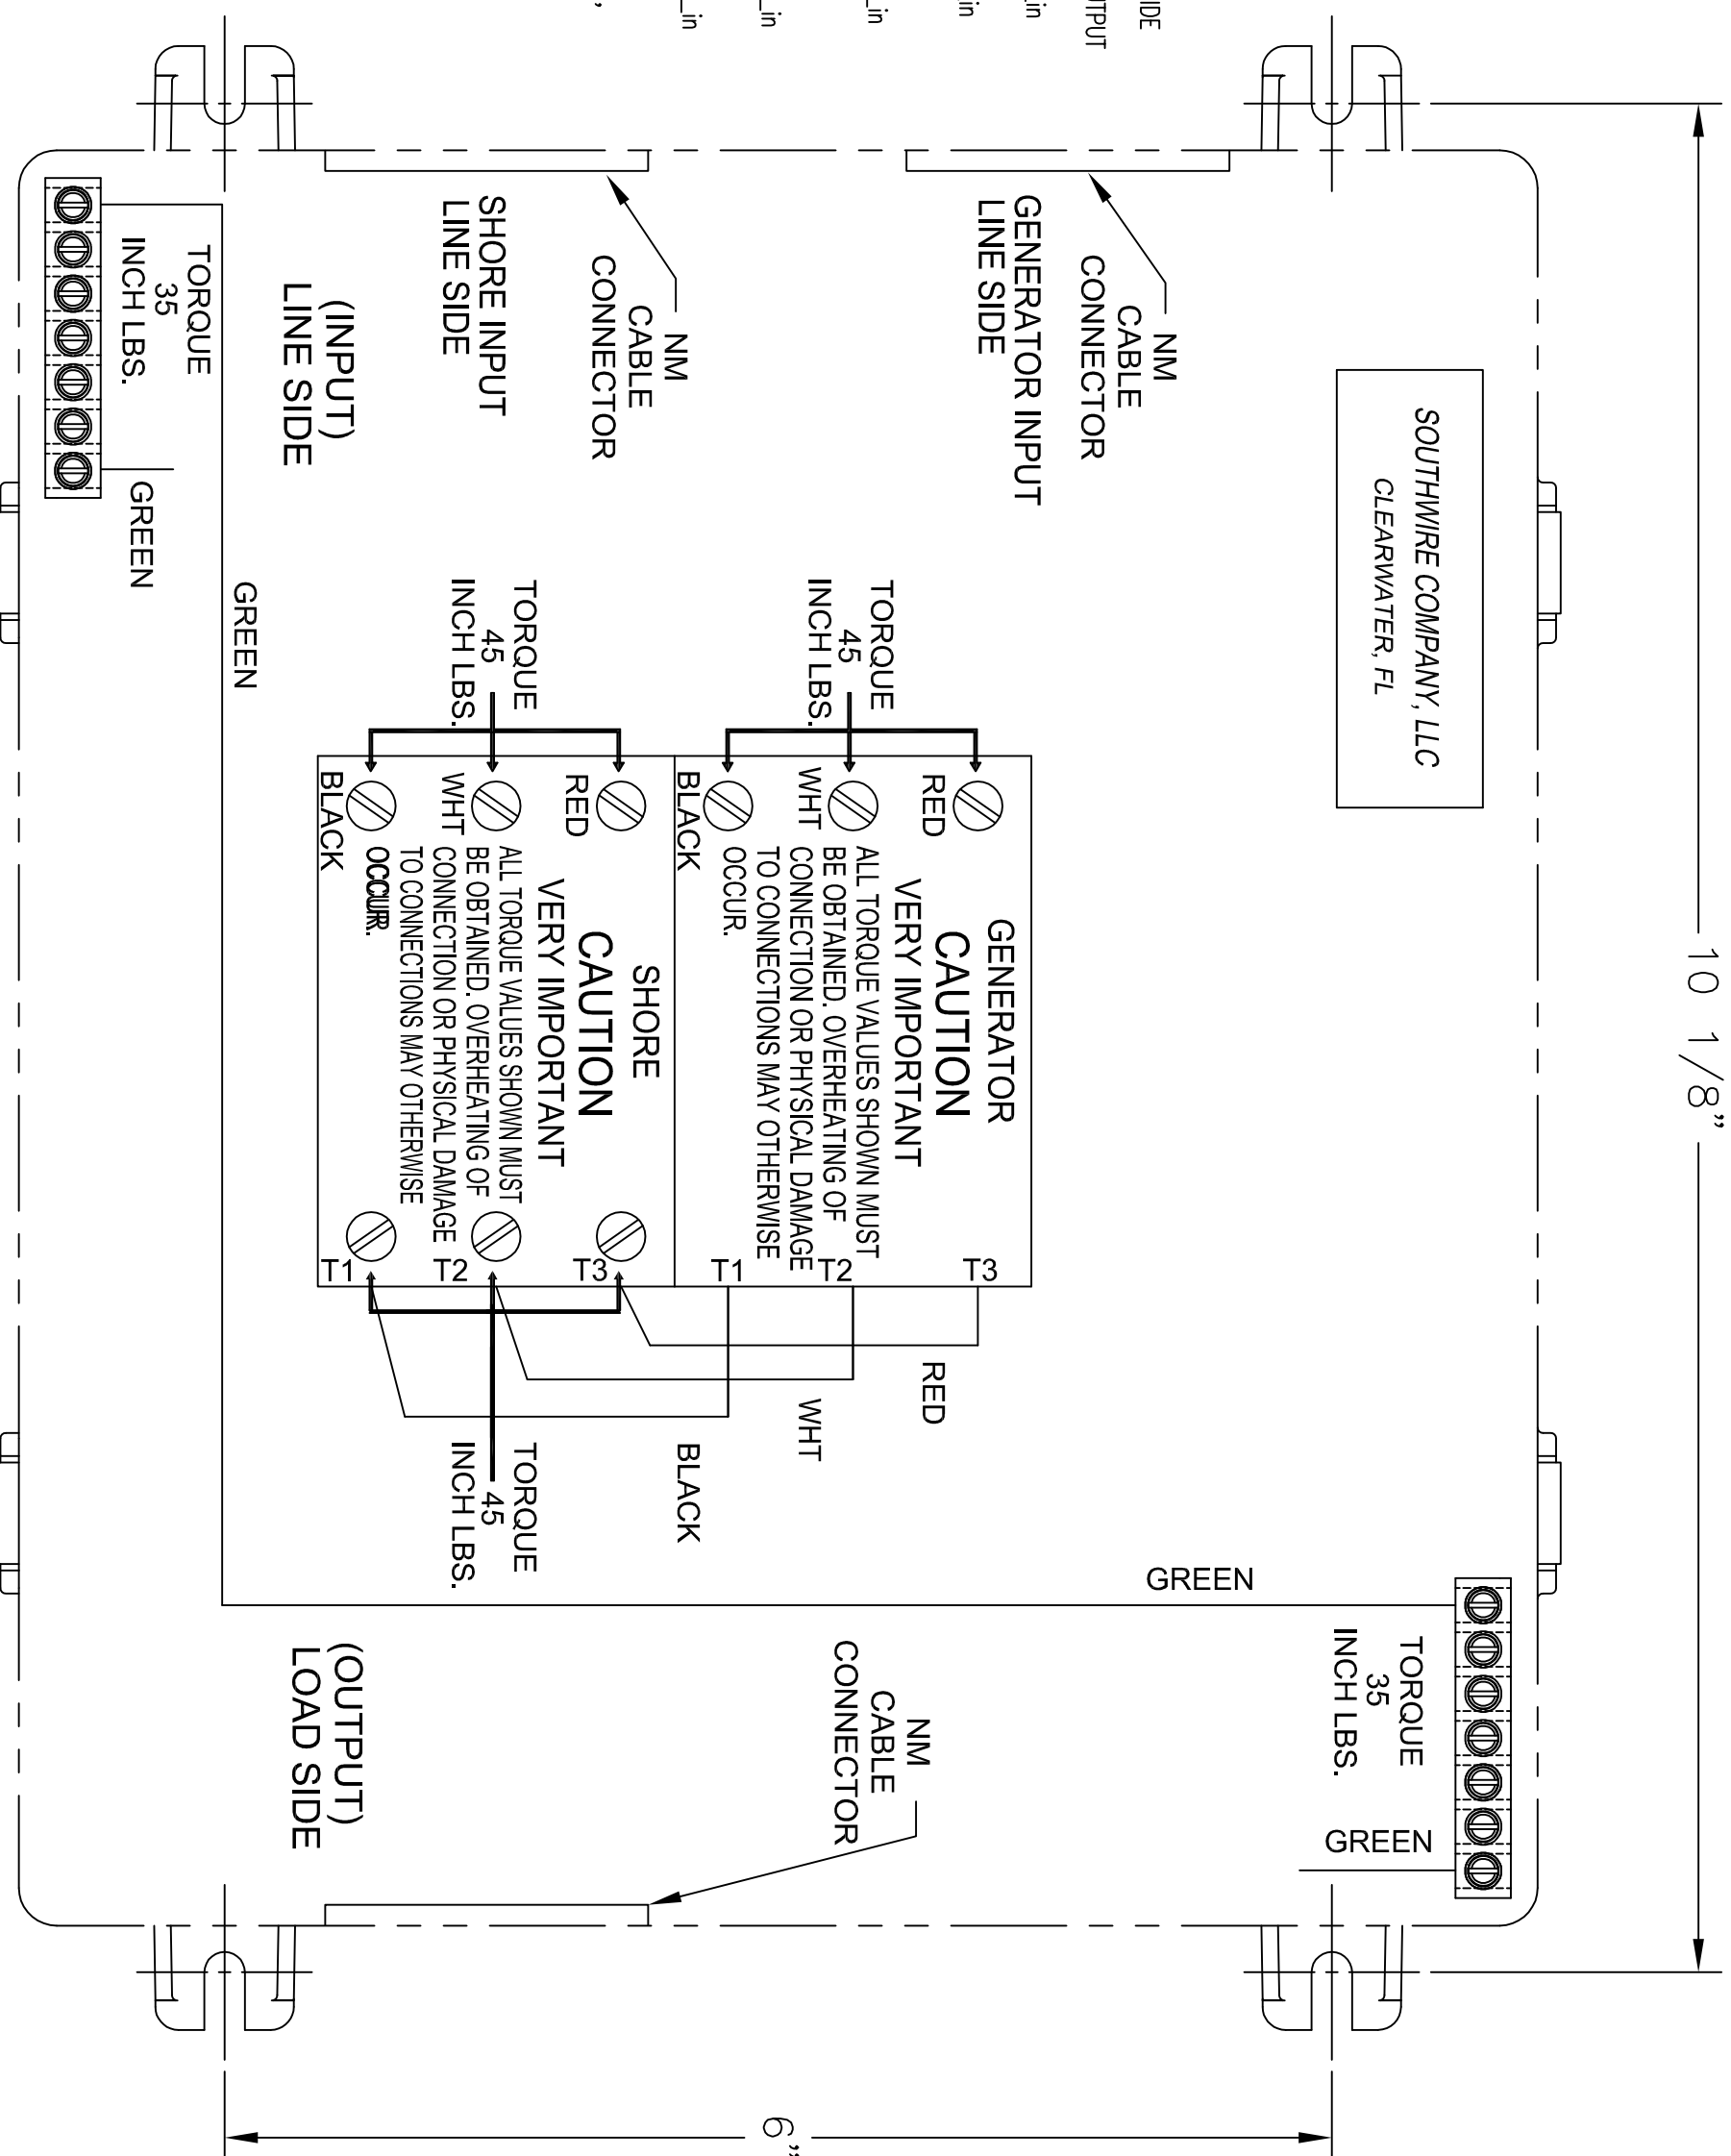 10 1/8"
6"
SOUTHWIRE COMPANY, LLC
CLEARWATER, FL
NM
CABLE
CONNECTOR
GENERATOR INPUT
LINE SIDE
NM
CABLE
CONNECTOR
SHORE INPUT
LINE SIDE
(INPUT)
LINE SIDE
TORQUE
35
INCH LBS.
GREEN
GREEN
TORQUE
45
INCH LBS.
TORQUE
45
INCH LBS.
GENERATOR
CAUTION
VERY IMPORTANT
ALL TORQUE VALUES SHOWN MUST
BE OBTAINED. OVERHEATING OF
CONNECTION OR PHYSICAL DAMAGE
TO CONNECTIONS MAY OTHERWISE
OCCUR.
RED
WHT
BLACK
T3
T2
T1
SHORE
CAUTION
VERY IMPORTANT
ALL TORQUE VALUES SHOWN MUST
BE OBTAINED. OVERHEATING OF
CONNECTION OR PHYSICAL DAMAGE
TO CONNECTIONS MAY OTHERWISE
OCCUR.
RED
WHT
BLACK
T3
T2
T1
RED
WHT
BLACK
TORQUE
45
INCH LBS.
GREEN
TORQUE
35
INCH LBS.
GREEN
NM
CABLE
CONNECTOR
(OUTPUT)
LOAD SIDE